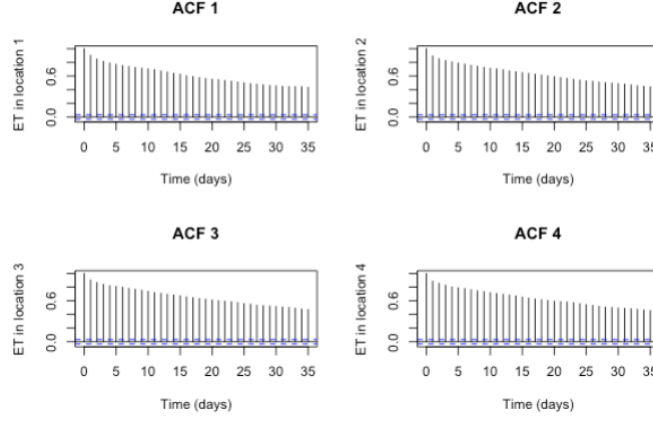 ACF 1
ET in location 1
0.0 0.6
0 5 10 15 20 25 30 35
Time (days)
ACF 2
ET in location 2
0.0 0.6
0 5 10 15 20 25 30 35
Time (days)
ACF 3
ET in location 3
0.0 0.6
0 5 10 15 20 25 30 35
Time (days)
ACF 4
ET in location 4
0.0 0.6
0 5 10 15 20 25 30 35
Time (days)